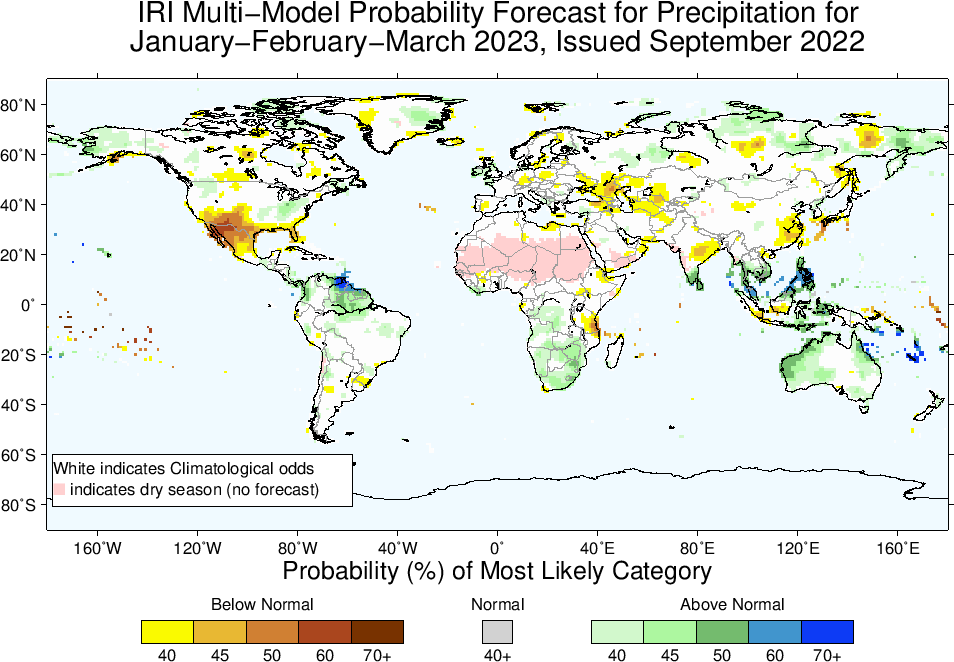 IRI Multi−Model Probability Forecast for Precipitation for
January−February−March 2023, Issued September 2022
80˚N
60˚N
40˚N
20˚N
0˚
20˚S
40˚S
60˚S
80˚S
White indicates Climatological odds
indicates dry season (no forecast)
160˚W 120˚W 80˚W 40˚W 0˚ 40˚E 80˚E 120˚E 160˚E
Probability (%) of Most Likely Category
Below Normal Normal Above Normal
40 45 50 60 70+ 40+ 40 45 50 60 70+